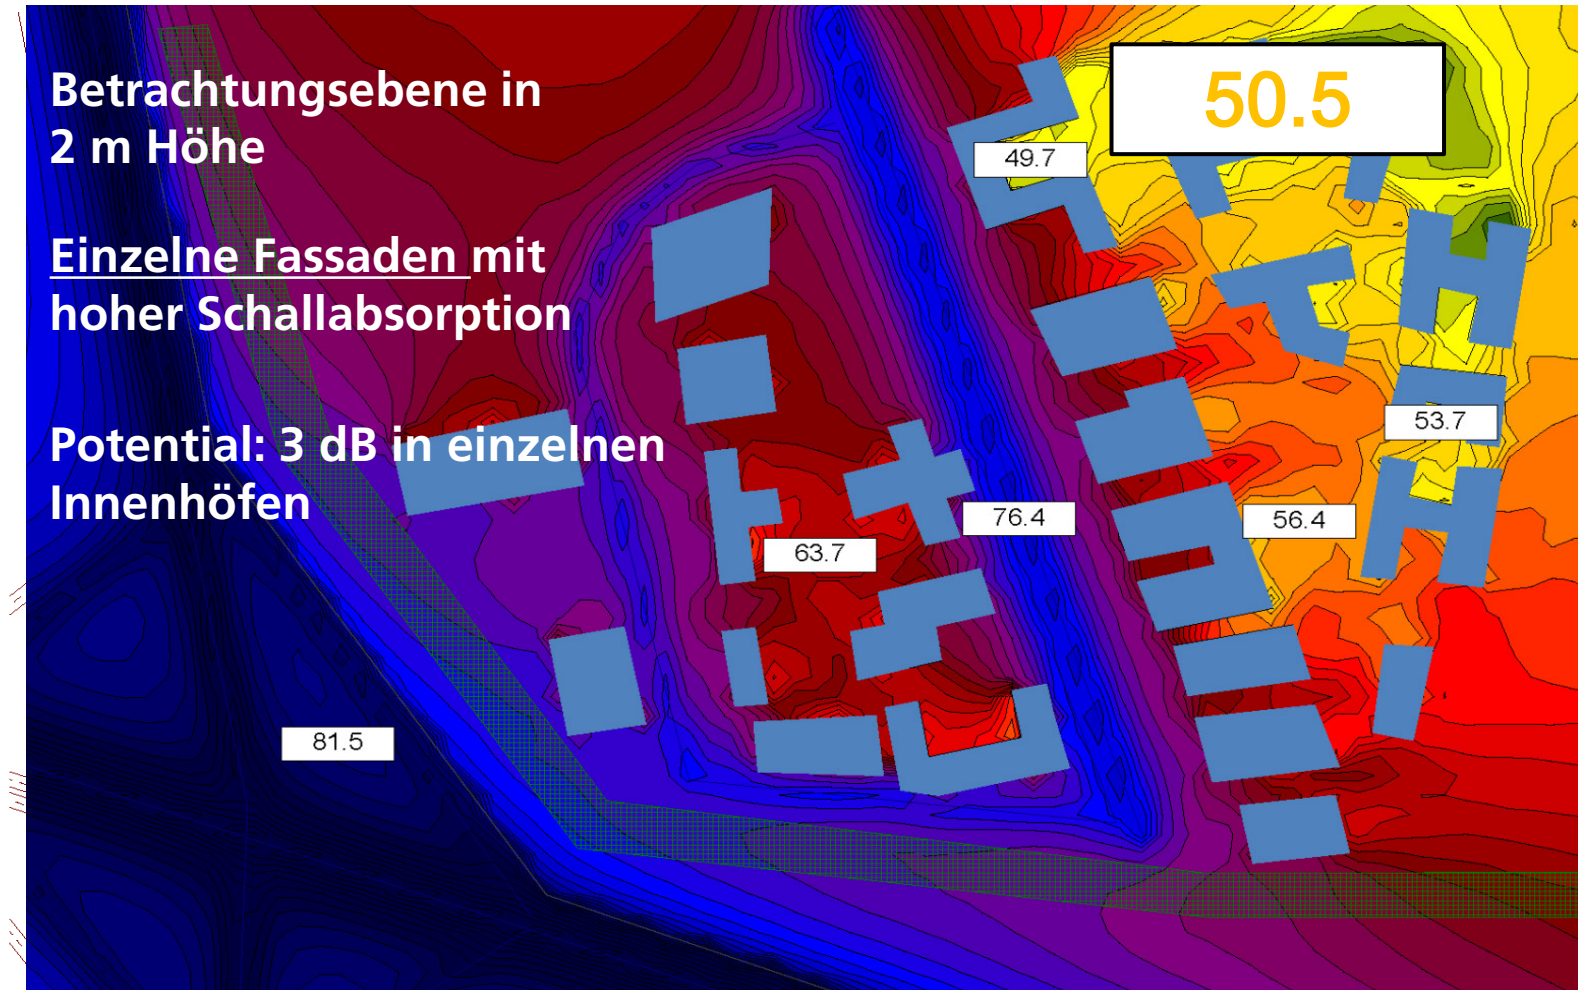 Betrachtungsebene in
2 m Höhe
Einzelne Fassaden mit
hoher Schallabsorption
Potential: 3 dB in einzelnen
Innenhöfen
50.5
49.7
53.7
76.4
56.4
63.7
81.5